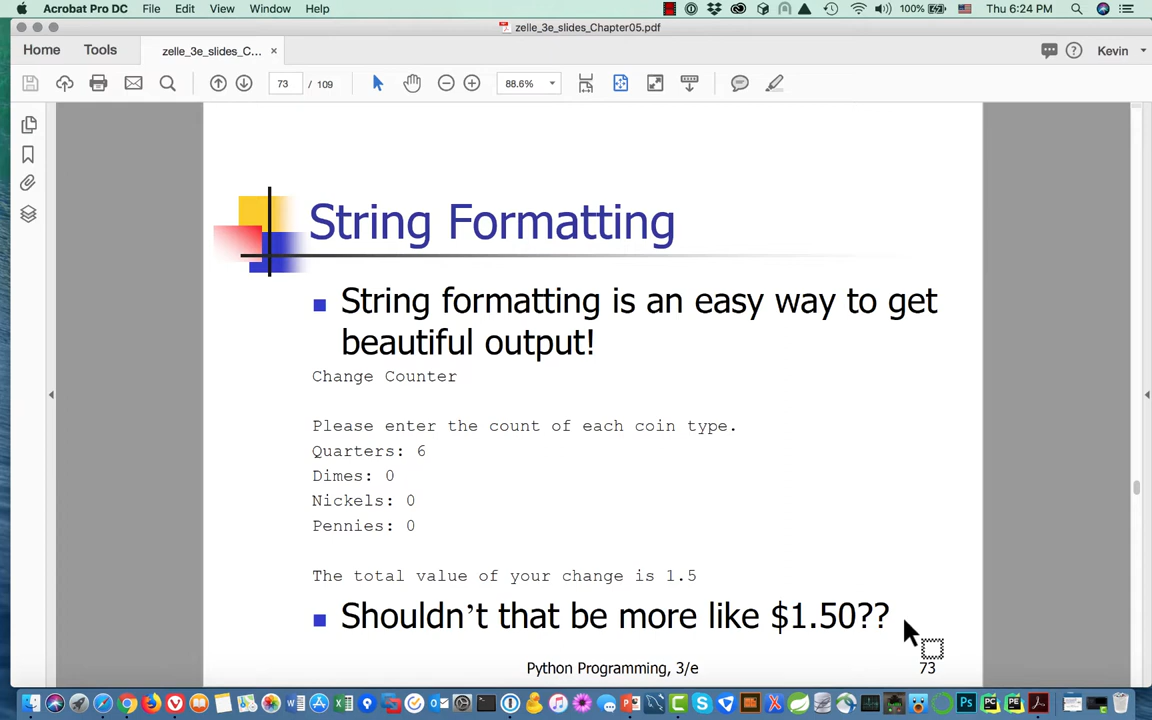 Acrobat Pro DC File Edit View Window Help 100% Thu 6:24 PM
zelle_3e_slides_Chapter05.pdf
Home Tools zelle_3e_slides_C... × Kevin
73 / 109 88.6%
String Formatting
String formatting is an easy way to get
beautiful output!
Change Counter
Please enter the count of each coin type.
Quarters: 6
Dimes: 0
Nickels: 0
Pennies: 0
The total value of your change is 1.5
Shouldn’t that be more like $1.50??
Python Programming, 3/e 73